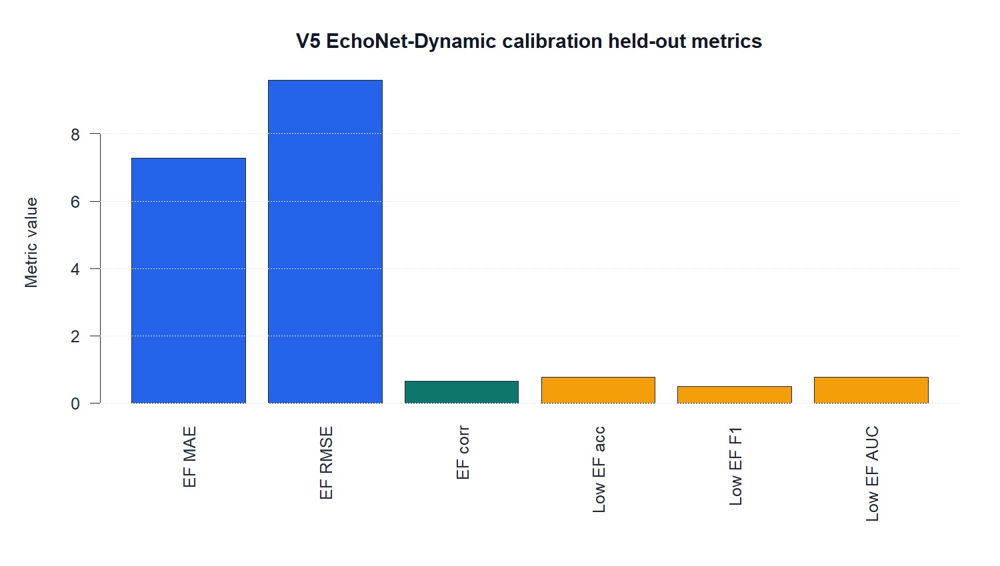 V5 EchoNet-Dynamic calibration held-out metrics
Metric value
8
6
4
2
0
EF MAE
EF RMSE
EF corr
Low EF acc
Low EF F1
Low EF AUC